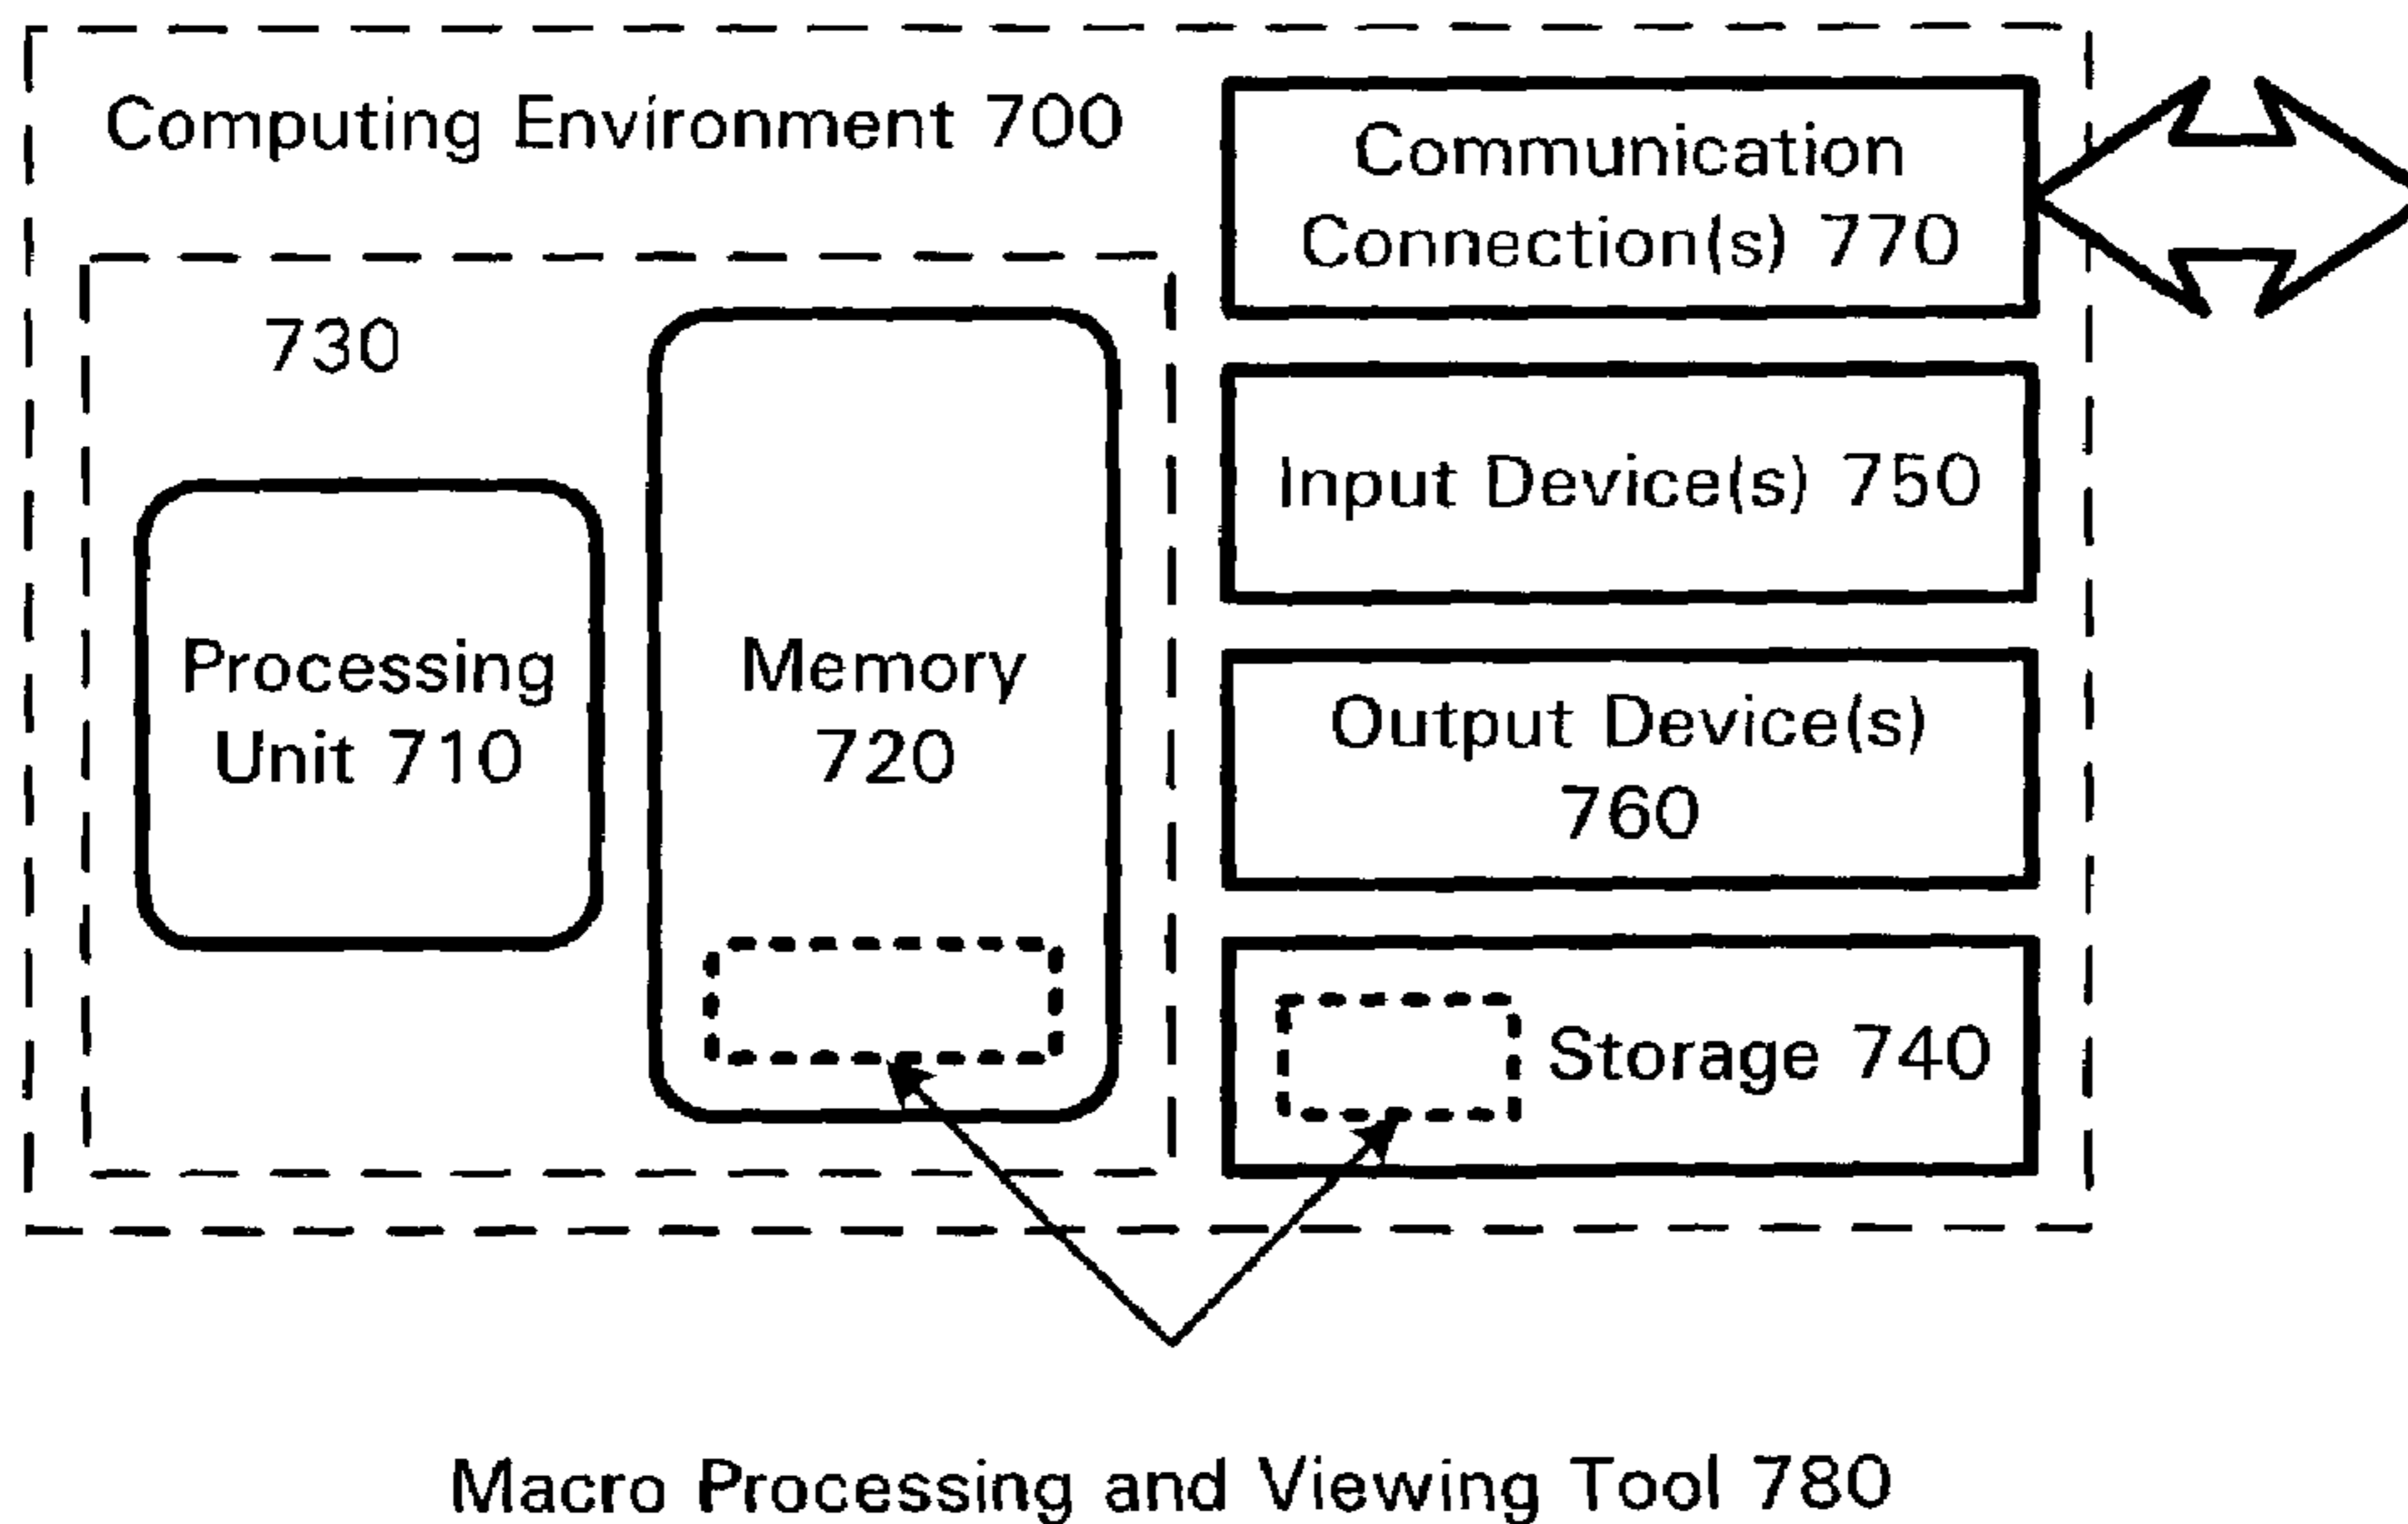 Computing Environment 700
730
Processing
Unit 710
Memory
720
Communication
Connection(s) 770
Input Device(s) 750
Output Device(s)
760
Storage 740
Macro Processing and Viewing Tool 780